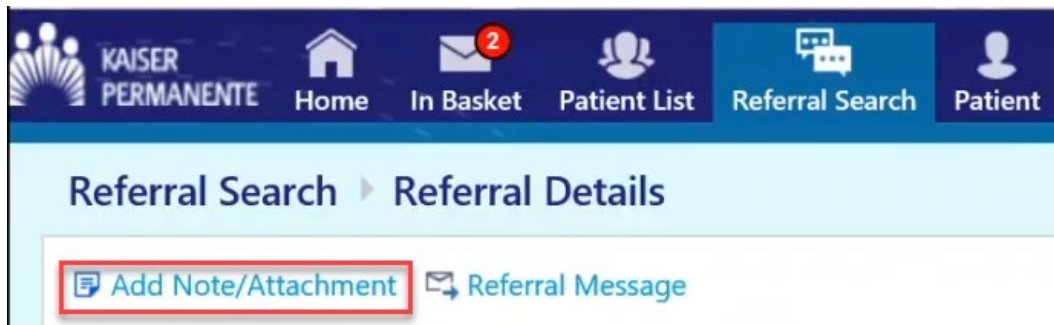 KAISER
PERMANENTE
Home
In Basket
2
Patient List
Referral Search
Patient
Referral Search Referral Details
Add Note/Attachment Referral Message